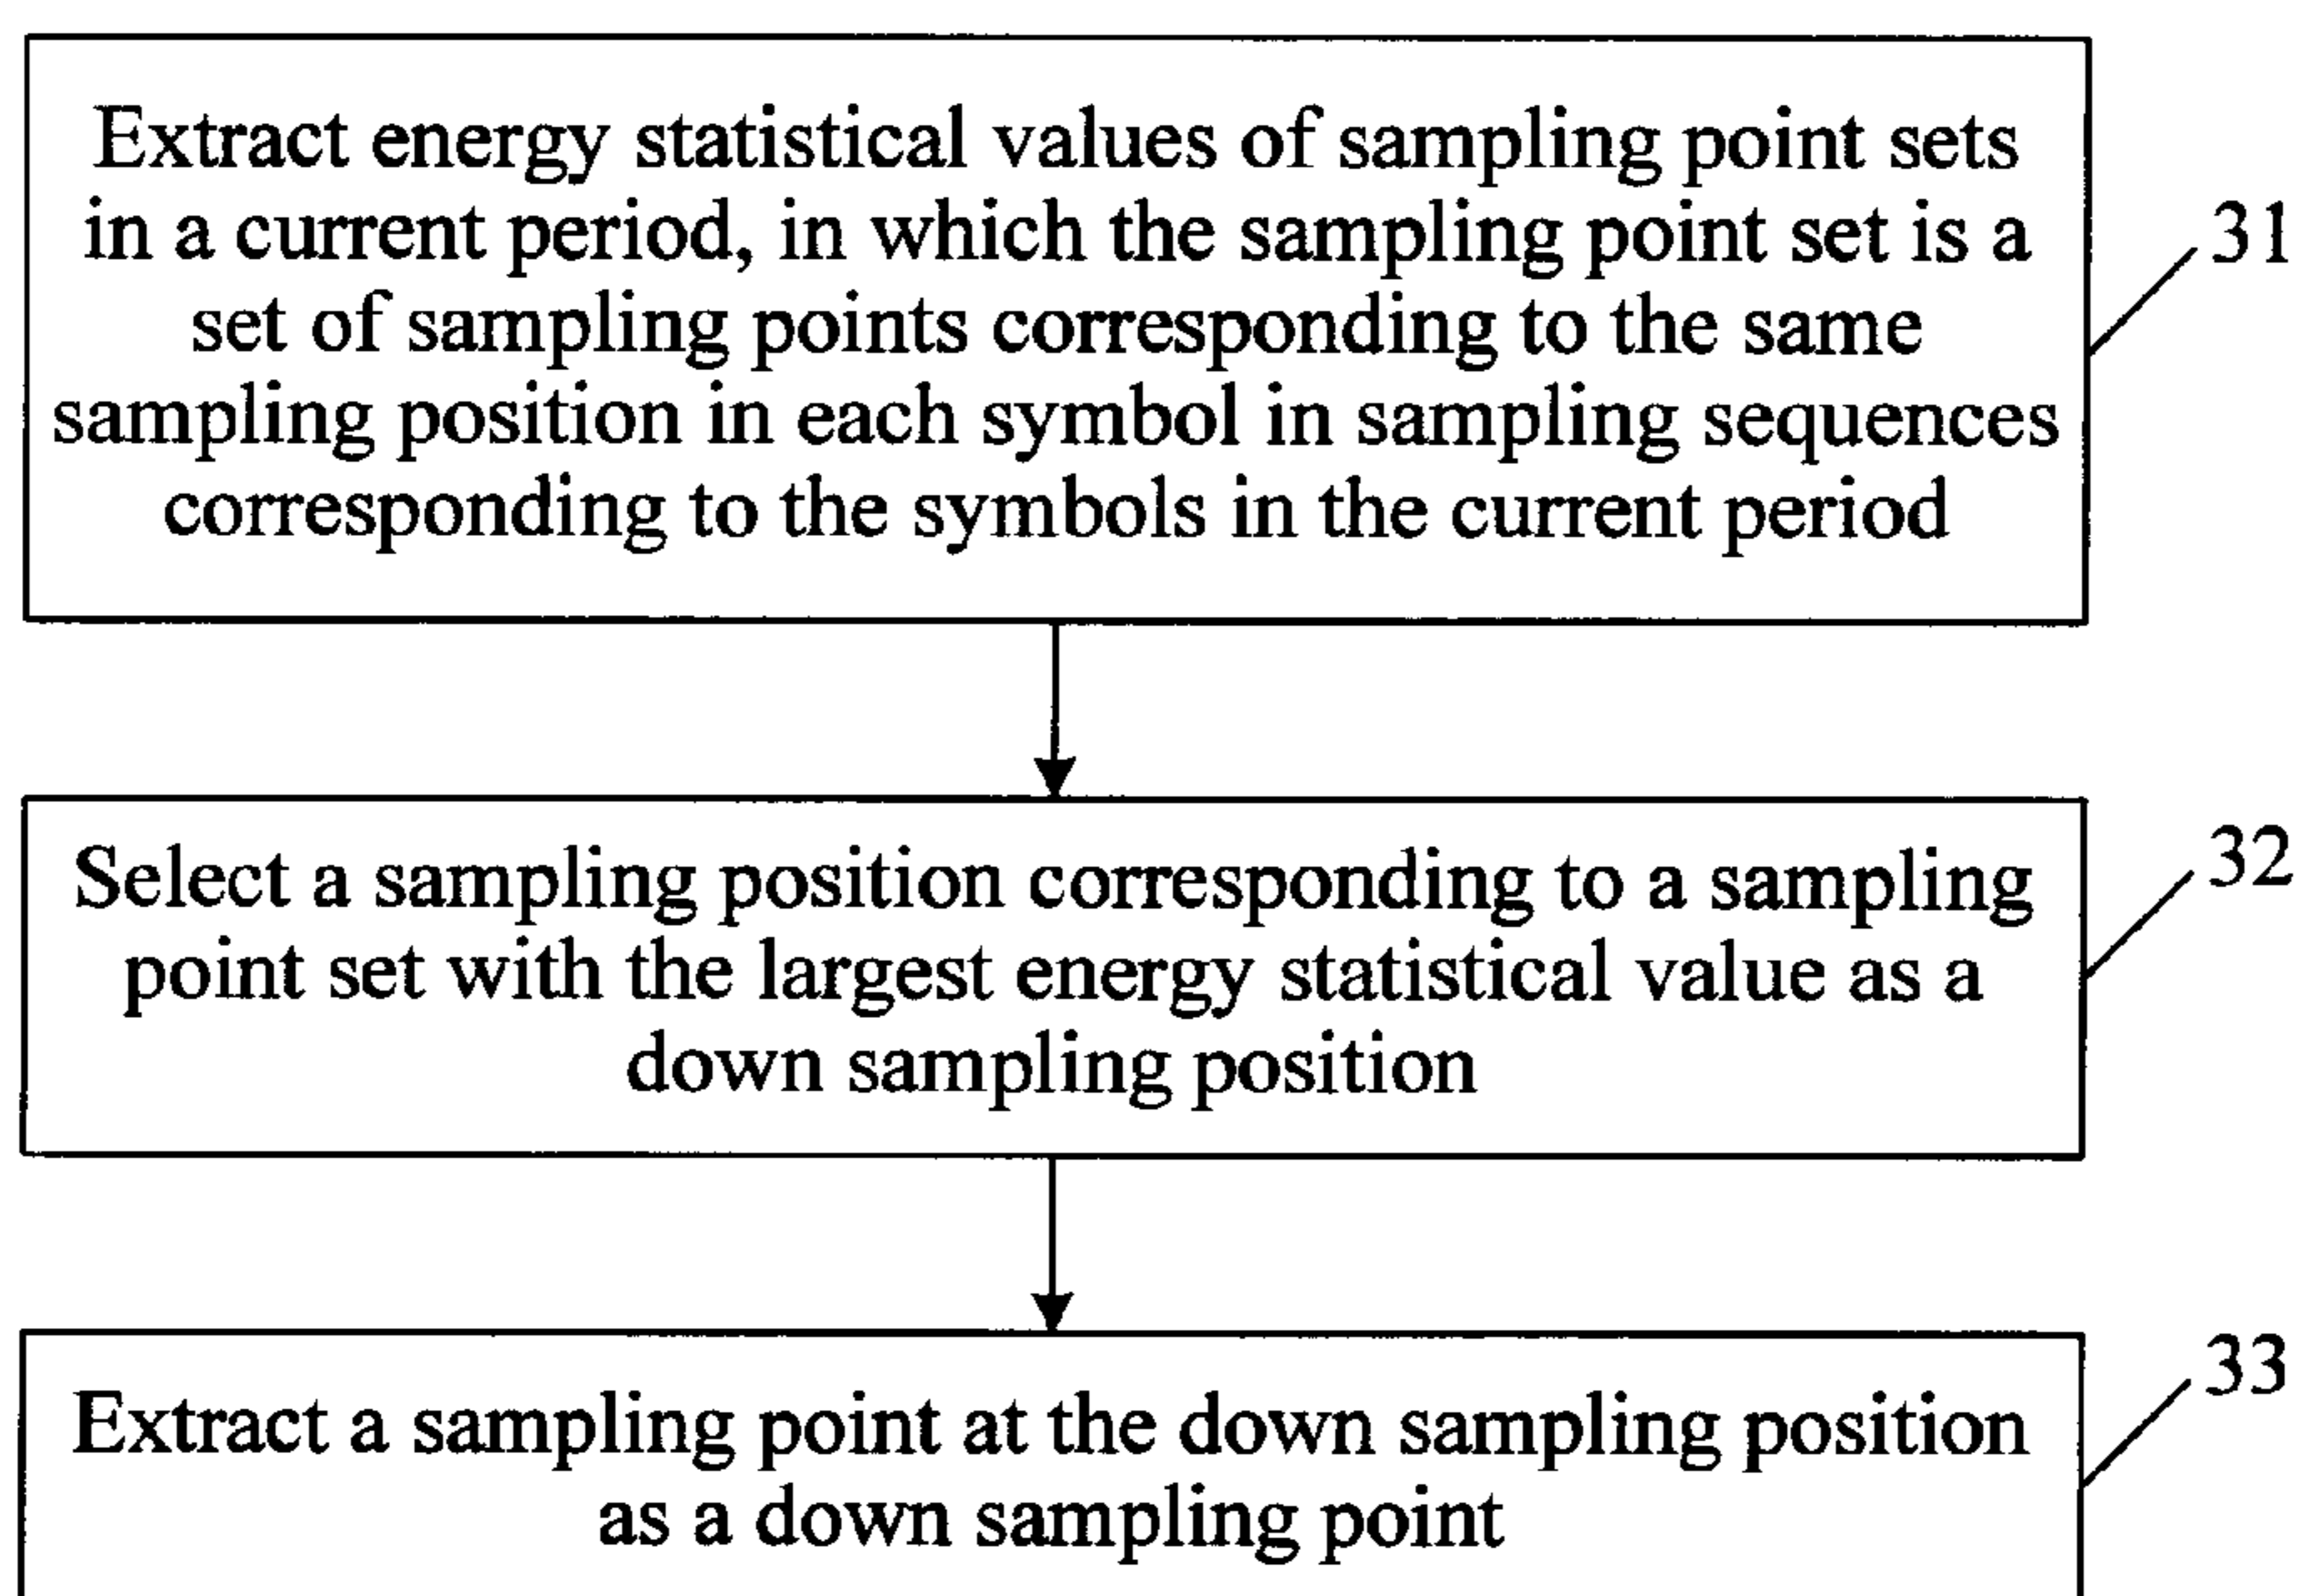 Extract energy statistical values of sampling point sets
in a current period, in which the sampling point set is a
set of sampling points corresponding to the same
sampling position in each symbol in sampling sequences
corresponding to the symbols in the current period
31
Select a sampling position corresponding to a sampling
point set with the largest energy statistical value as a
down sampling position
32
Extract a sampling point at the down sampling position
as a down sampling point
33